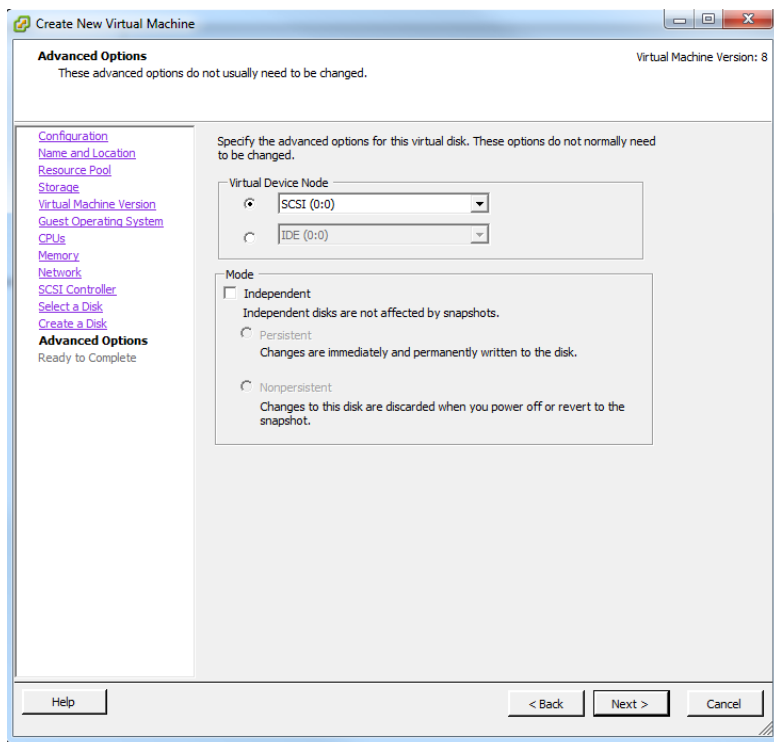 Create New Virtual Machine
Advanced Options
These advanced options do not usually need to be changed.
Virtual Machine Version: 8
Configuration
Name and Location
Resource Pool
Storage
Virtual Machine Version
Guest Operating System
CPUs
Memory
Network
SCSI Controller
Select a Disk
Create a Disk
Advanced Options
Ready to Complete
Specify the advanced options for this virtual disk. These options do not normally need
to be changed.
Virtual Device Node
SCSI (0:0)
IDE (0:0)
Mode
Independent
Independent disks are not affected by snapshots.
Persistent
Changes are immediately and permanently written to the disk.
Nonpersistent
Changes to this disk are discarded when you power off or revert to the
snapshot.
Help
< Back
Next >
Cancel